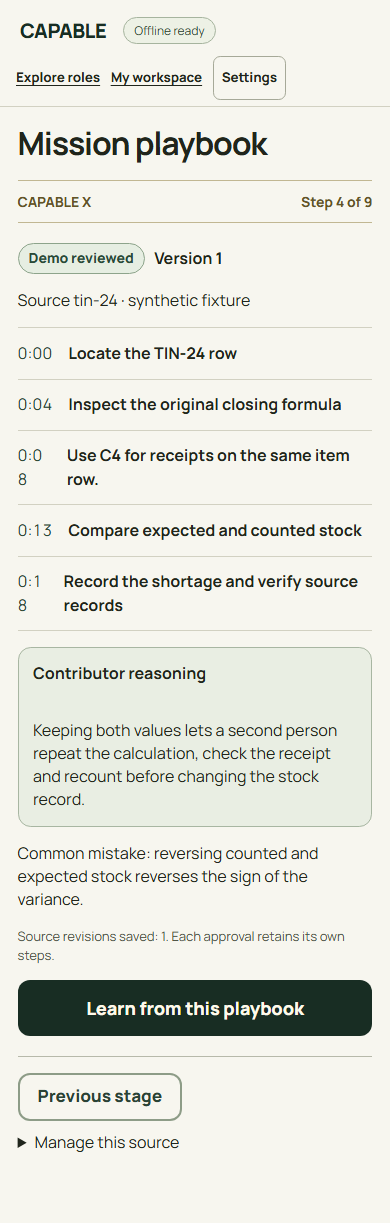 CAPABLE
Offline ready
Explore roles
My workspace
Settings
Mission playbook
CAPABLE X
Step 4 of 9
Demo reviewed
Version 1
Source tin-24 · synthetic fixture
0:00 Locate the TIN-24 row
0:04 Inspect the original closing formula
0:0 Use C4 for receipts on the same item
8 row.
0:13 Compare expected and counted stock
0:1 Record the shortage and verify source
8 records
Contributor reasoning
Keeping both values lets a second person
repeat the calculation, check the receipt
and recount before changing the stock
record.
Common mistake: reversing counted and
expected stock reverses the sign of the
variance.
Source revisions saved: 1. Each approval retains its own
steps.
Learn from this playbook
Previous stage
Manage this source